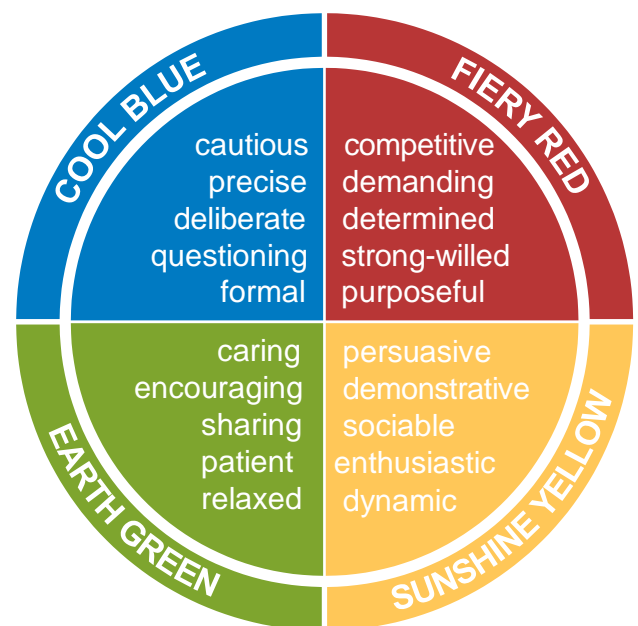 COOL BLUE
cautious
precise
deliberate
questioning
formal
FIERY RED
competitive
demanding
determined
strong-willed
purposeful
EARTH GREEN
caring
encouraging
sharing
patient
relaxed
SUNSHINE YELLOW
persuasive
demonstrative
sociable
enthusiastic
dynamic